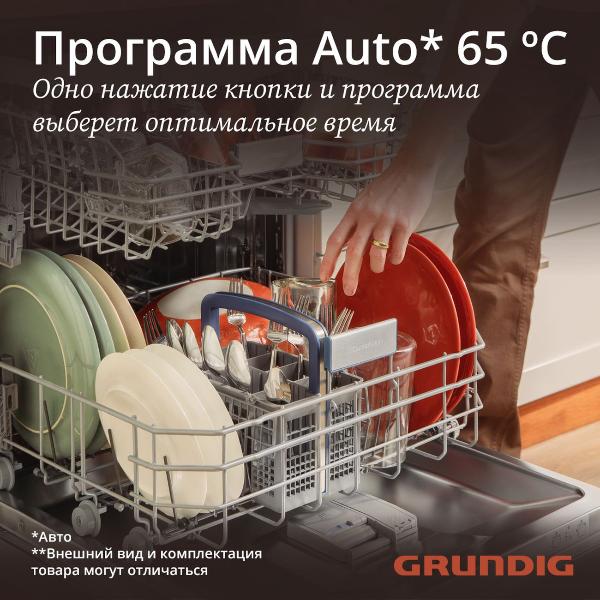 Программа Auto* 65 ºC
Одно нажатие кнопки и программа
выберет оптимальное время
*Авто
**Внешний вид и комплектация
товара могут отличаться
GRUNDIG